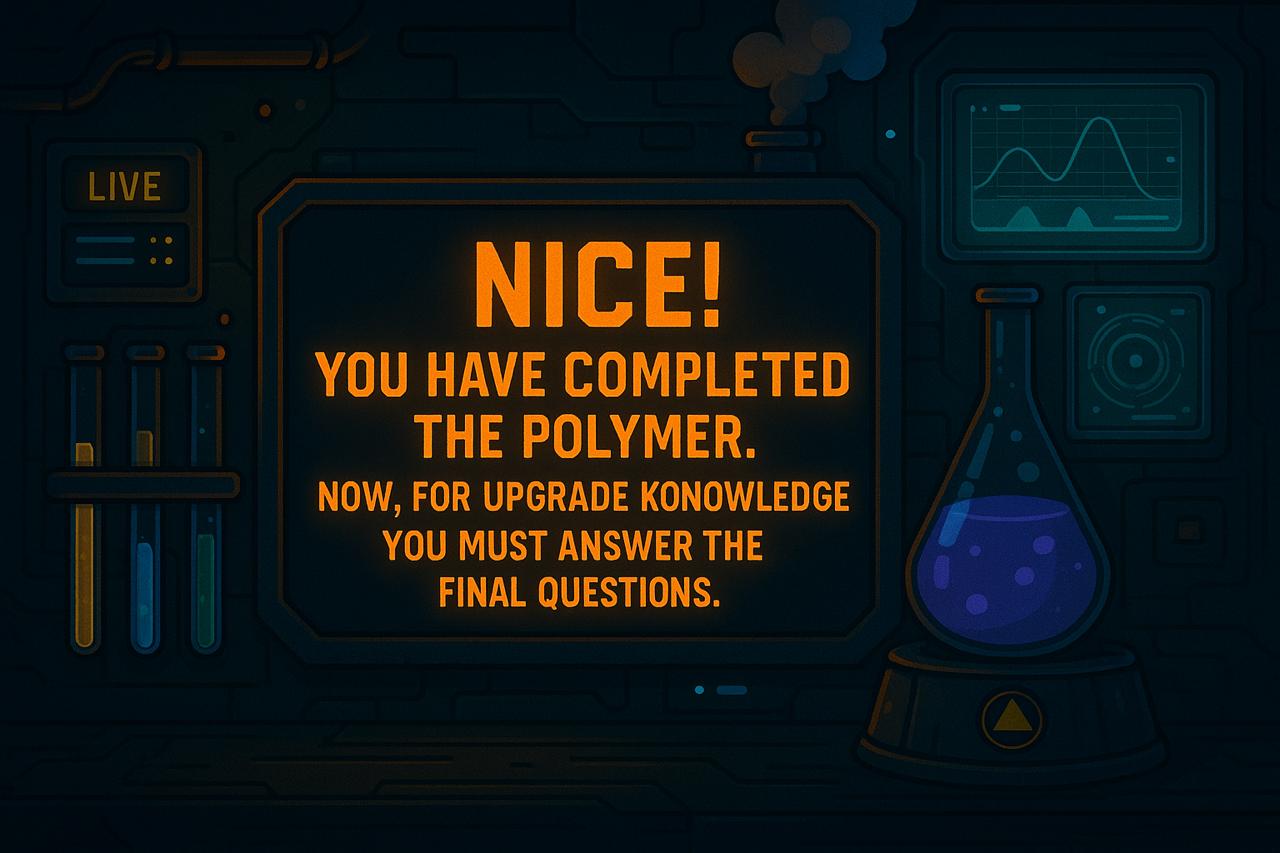 LIVE
NICE!
YOU HAVE COMPLETED
THE POLYMER.
NOW, FOR UPGRADE KONOWLEDGE
YOU MUST ANSWER THE
FINAL QUESTIONS.